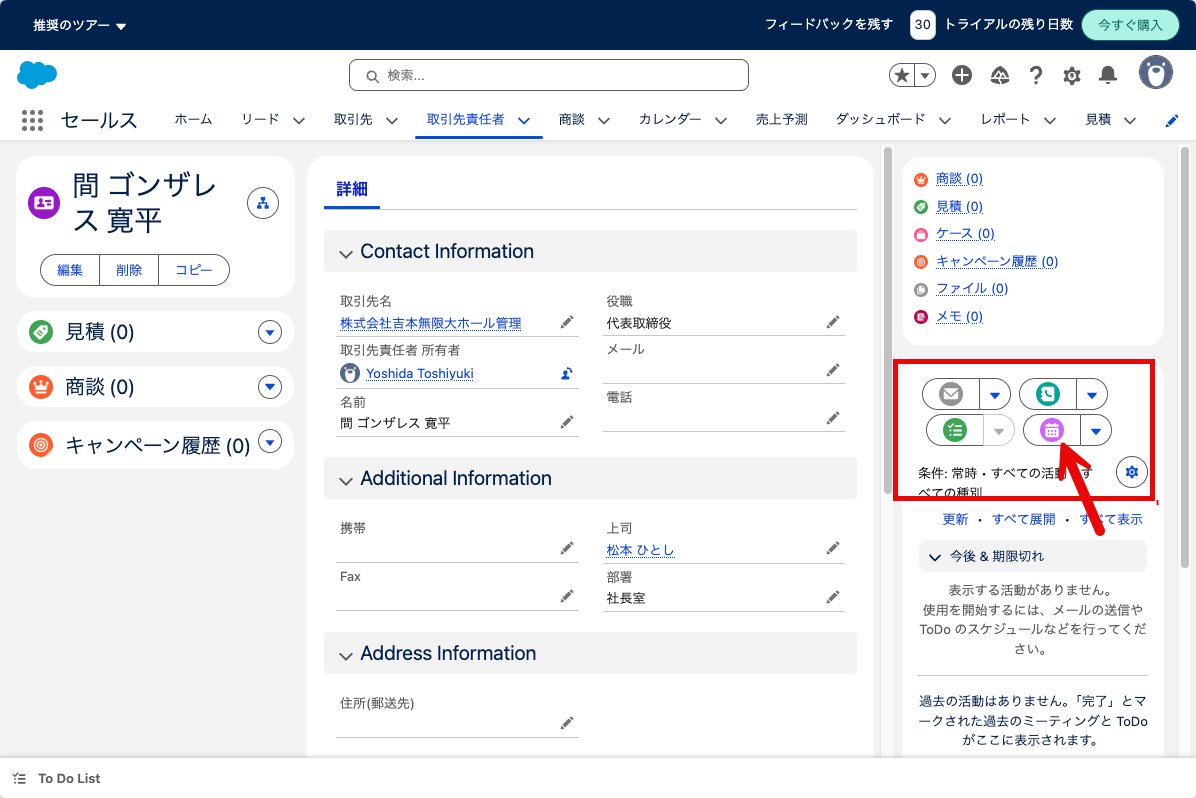 推奨のツアー
フィードバックを残す
30
トライアルの残り日数
今すぐ購入
検索...
セールス
ホーム
リード
取引先
取引先責任者
商談
カレンダー
売上予測
ダッシュボード
レポート
見積
間 ゴンザレ
ス 寛平
編集
削除
コピー
見積 (0)
商談 (0)
キャンペーン履歴 (0)
詳細
Contact Information
取引先名
株式会社吉本無限大ホール管理
役職
代表取締役
取引先責任者 所有者
Yoshida Toshiyuki
メール
名前
間 ゴンザレス 寛平
電話
Additional Information
携帯
上司
松本 ひとし
Fax
部署
社長室
Address Information
住所(郵送先)
商談 (0)
見積 (0)
ケース (0)
キャンペーン履歴 (0)
ファイル (0)
メモ (0)
条件: 常時・すべての活動・す
べての種別
更新・すべて展開・すべて表示
今後 & 期限切れ
表示する活動がありません。
使用を開始するには、メールの送信や
ToDo のスケジュールなどを行ってくだ
さい。
過去の活動はありません。「完了」とマ
ークされた過去のミーティングと ToDo
がここに表示されます。
To Do List